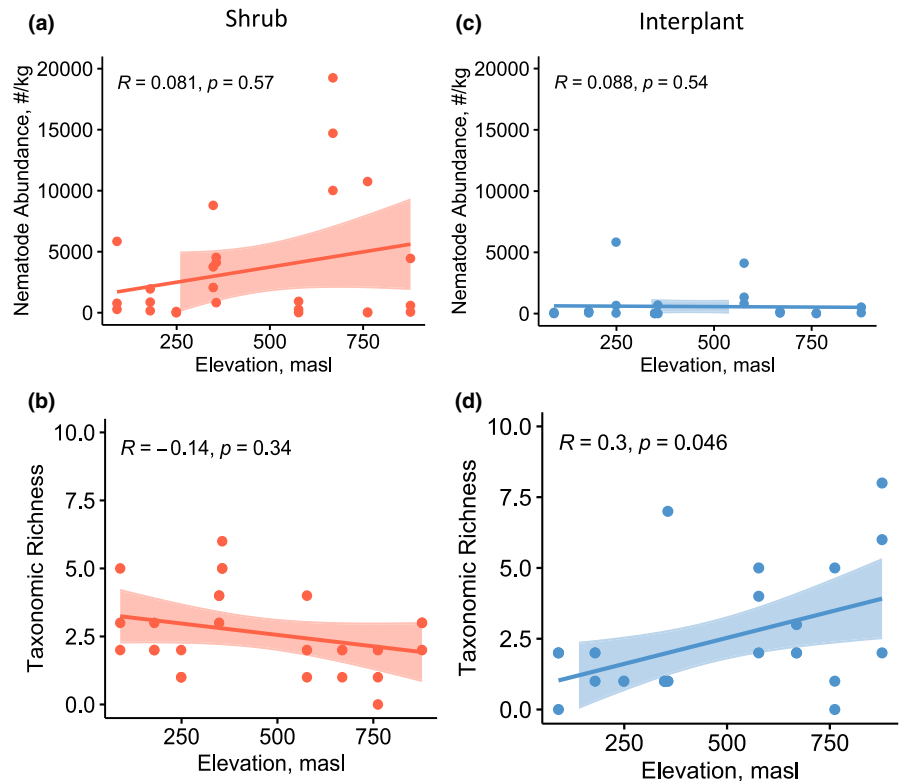 (a)
Shrub
R = 0.081, p = 0.57
Nematode Abundance, #/kg
20000
15000
10000
5000
0
250
500
750
Elevation, masl
(c)
Interplant
R = 0.088, p = 0.54
Nematode Abundance, #/kg
20000
15000
10000
5000
0
250
500
750
Elevation, masl
(b)
R = −0.14, p = 0.34
Taxonomic Richness
10.0
7.5
5.0
2.5
0.0
250
500
750
Elevation, masl
(d)
R = 0.3, p = 0.046
Taxonomic Richness
10.0
7.5
5.0
2.5
0.0
250
500
750
Elevation, masl